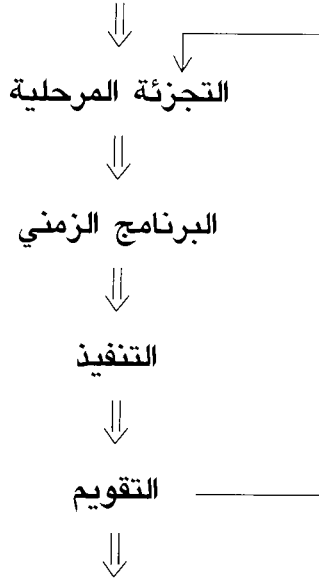 التجزئة المرحلية
البرنامج الزمني
التنفيذ
التقويم